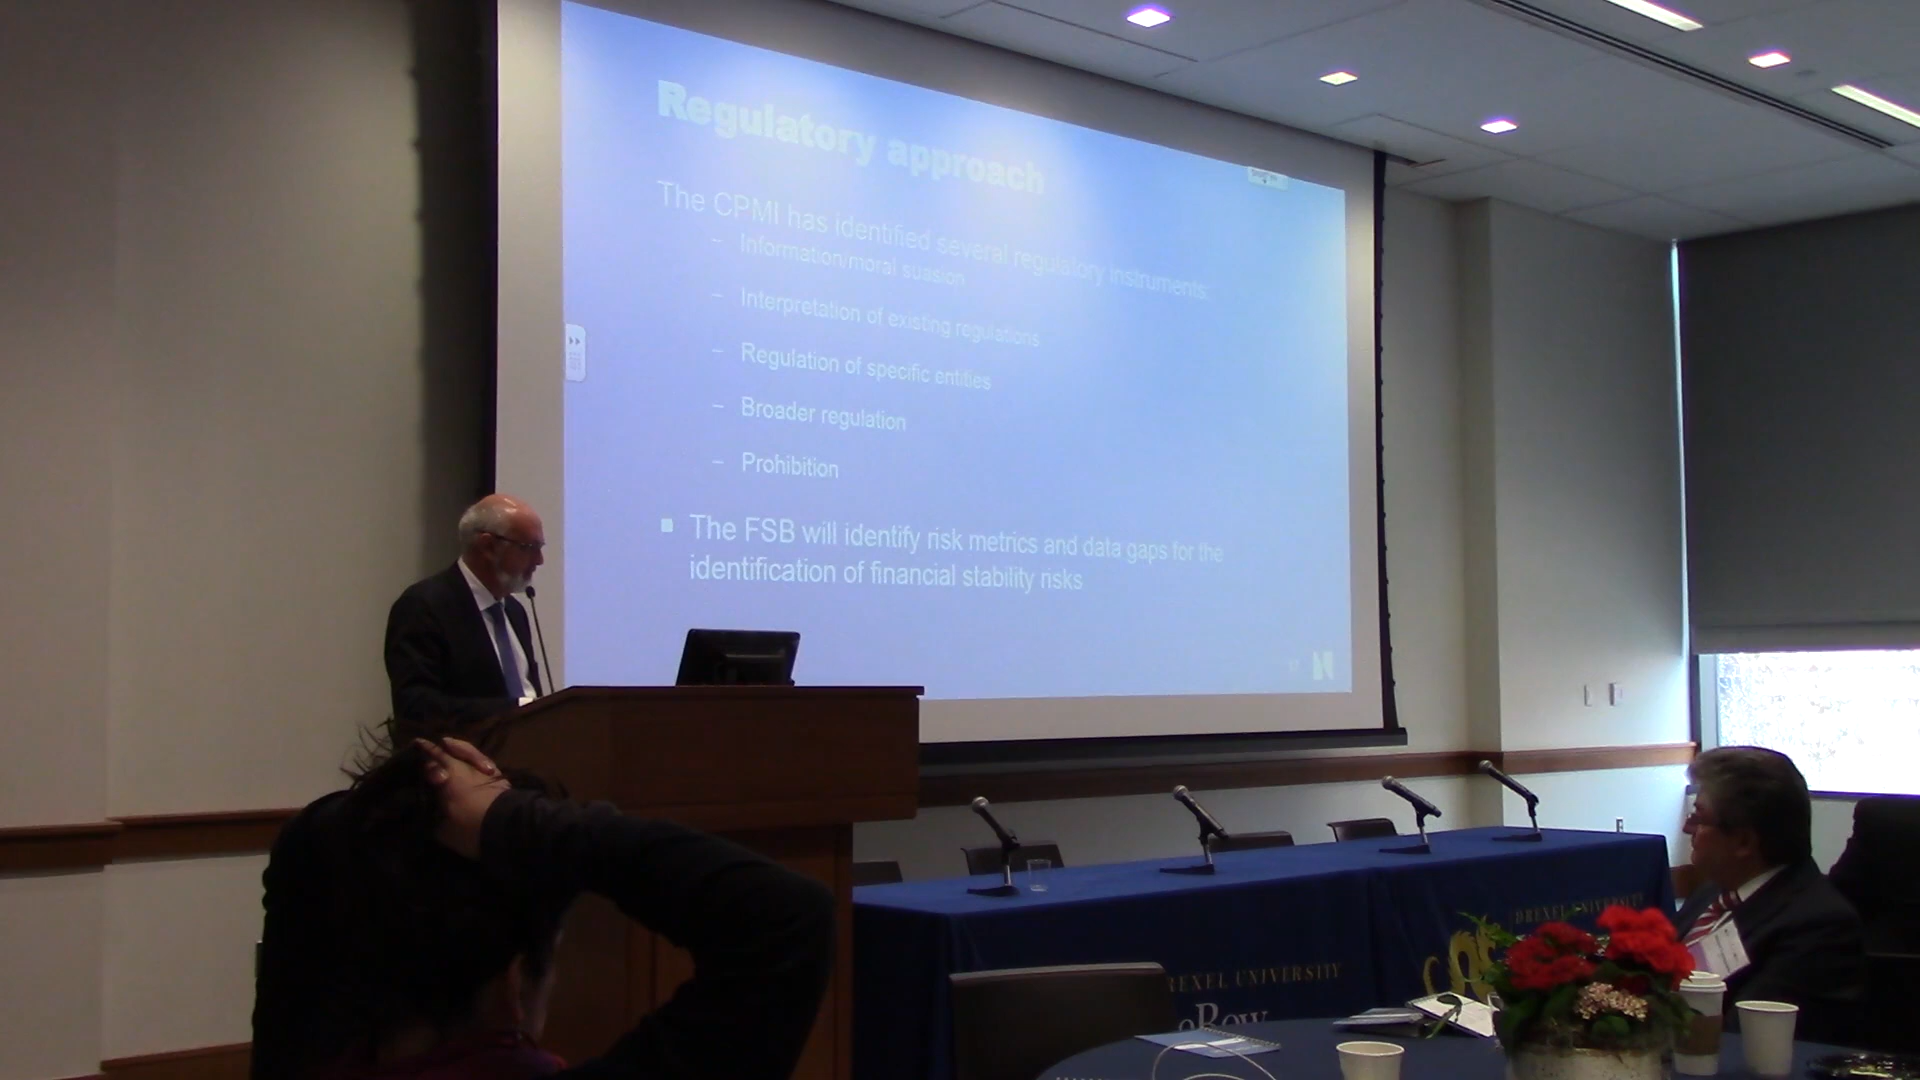 Regulatory approach
The CPMI has identified several regulatory instruments:
– Information/moral suasion
– Interpretation of existing regulations
– Regulation of specific entities
– Broader regulation
– Prohibition
▪ The FSB will identify risk metrics and data gaps for the
identification of financial stability risks
DREXEL UNIVERSITY
REXEL UNIVERSITY
eBow